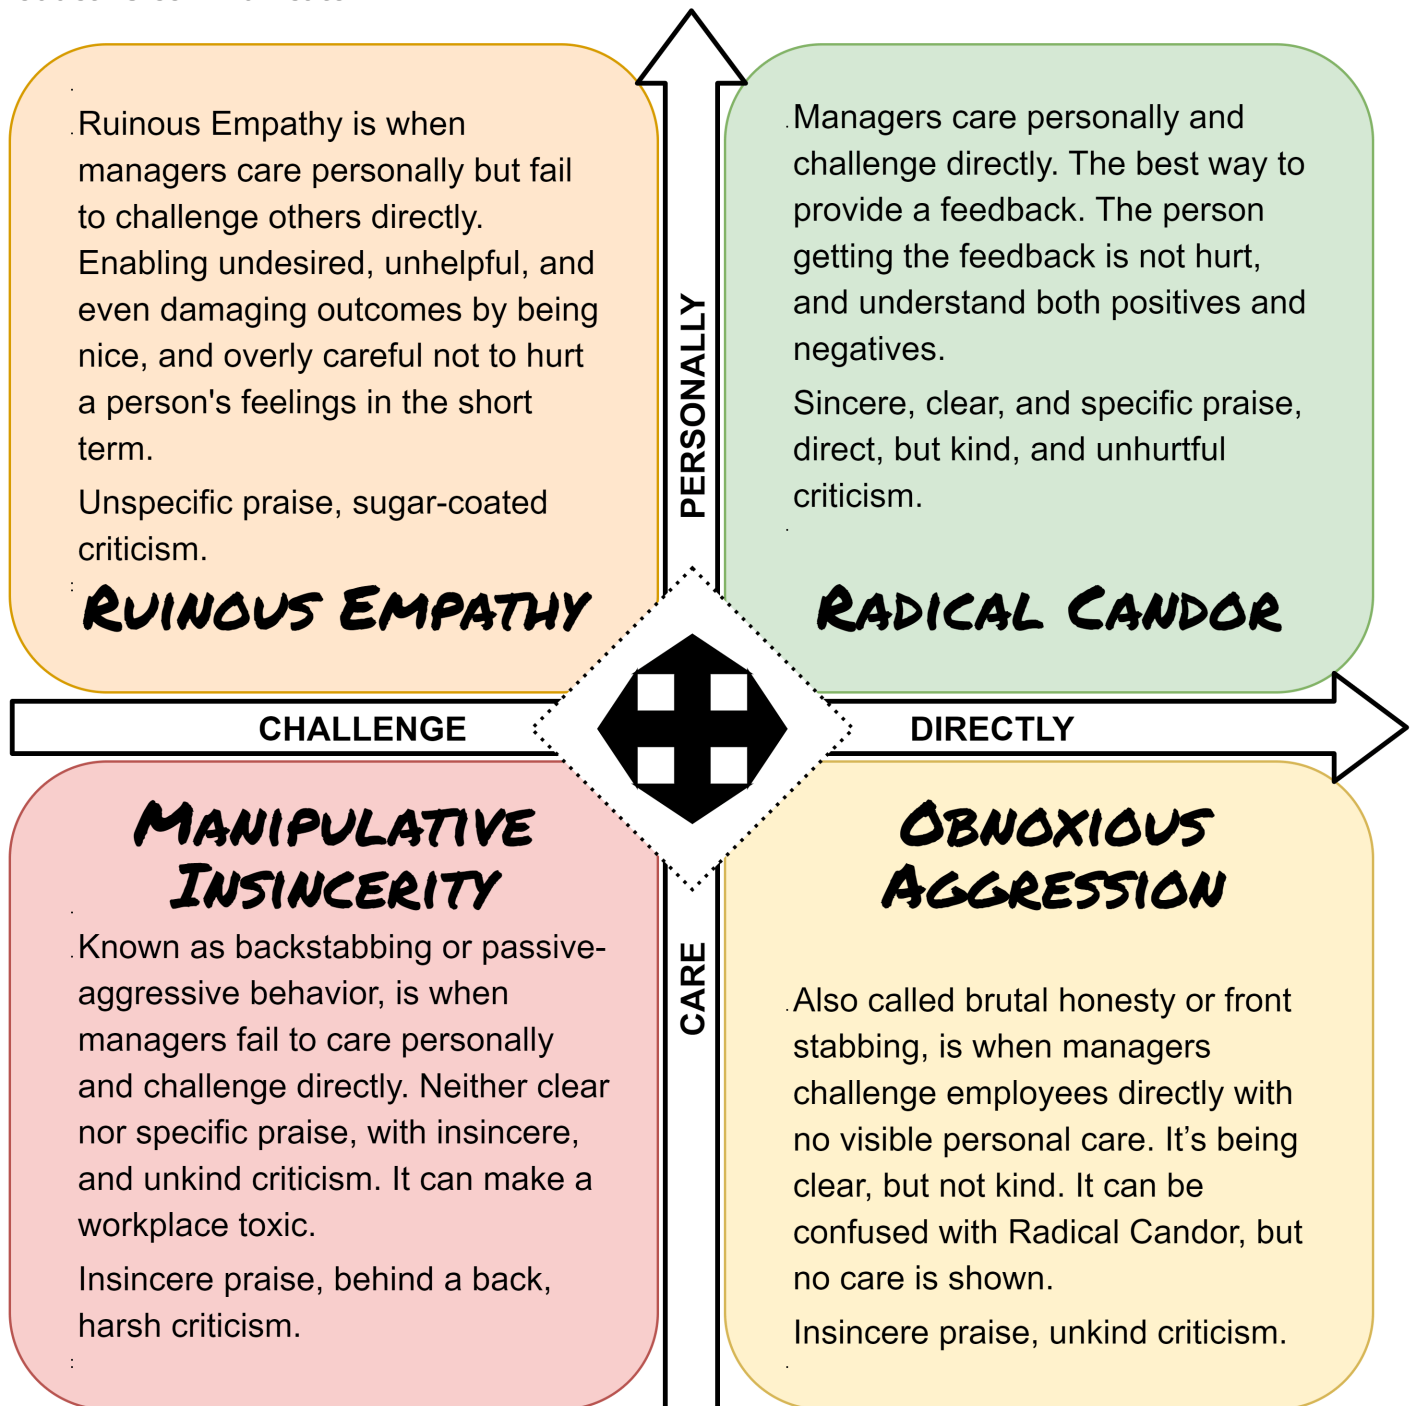 Ruinous Empathy is when
managers care personally but fail
to challenge others directly.
Enabling undesired, unhelpful, and
even damaging outcomes by being
nice, and overly careful not to hurt
a person's feelings in the short
term.
Unspecific praise, sugar-coated
criticism.
RUINOUS EMPATHY
Managers care personally and
challenge directly. The best way to
provide a feedback. The person
getting the feedback is not hurt,
and understand both positives and
negatives.
Sincere, clear, and specific praise,
direct, but kind, and unhurtful
criticism.
RADICAL CANDOR
CARE
PERSONALLY
CHALLENGE
DIRECTLY
MANIPULATIVE
INSINCERITY
Known as backstabbing or passive-
aggressive behavior, is when
managers fail to care personally
and challenge directly. Neither clear
nor specific praise, with insincere,
and unkind criticism. It can make a
workplace toxic.
Insincere praise, behind a back,
harsh criticism.
OBNOXIOUS
AGGRESSION
Also called brutal honesty or front
stabbing, is when managers
challenge employees directly with
no visible personal care. It’s being
clear, but not kind. It can be
confused with Radical Candor, but
no care is shown.
Insincere praise, unkind criticism.